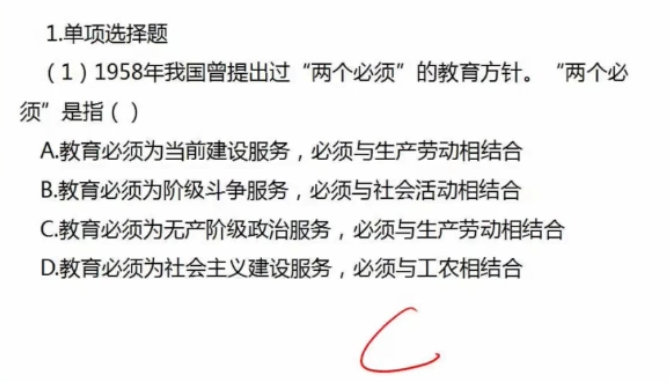 1.单项选择题
（1）1958年我国曾提出过“两个必须”的教育方针。“两个必
须”是指( )
A.教育必须为当前建设服务，必须与生产劳动相结合
B.教育必须为阶级斗争服务，必须与社会活动相结合
C.教育必须为无产阶级政治服务，必须与生产劳动相结合
D.教育必须为社会主义建设服务，必须与工农相结合
C